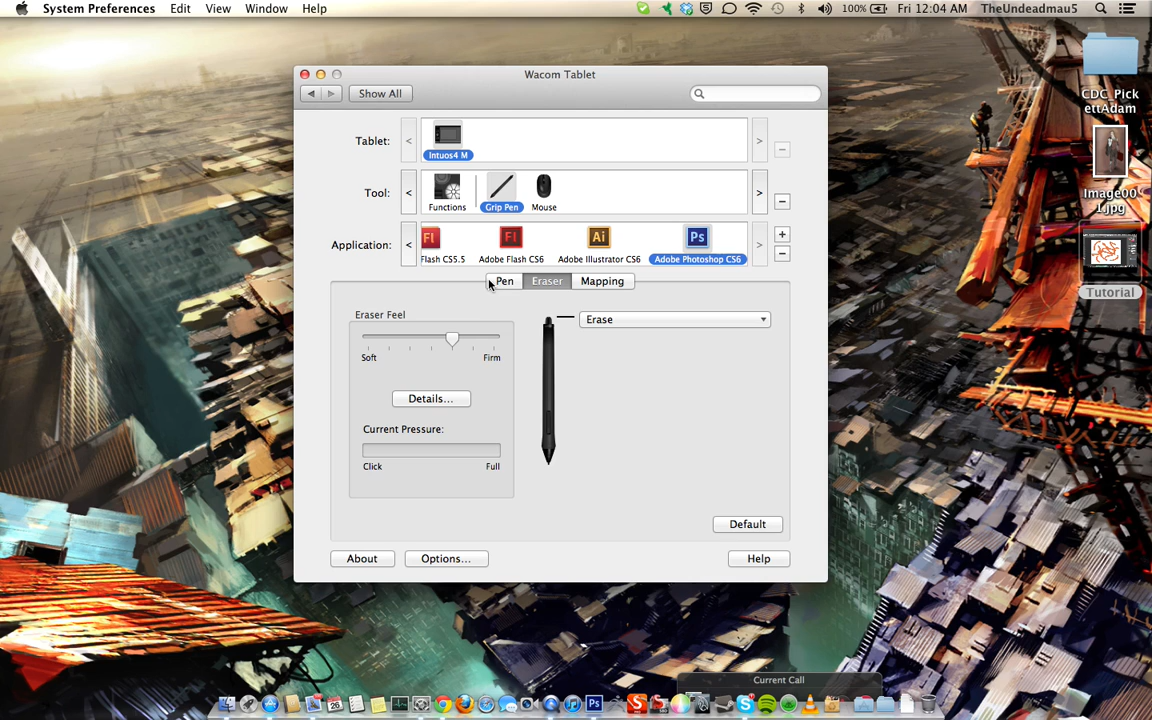 System Preferences Edit View Window Help 100% Fri 12:04 AM TheUndeadmau5
Wacom Tablet
Show All
Tablet:
Intuos4 M
Tool:
Functions Grip Pen Mouse
Application:
Flash CS5.5 Adobe Flash CS6 Adobe Illustrator CS6 Adobe Photoshop CS6
Pen Eraser Mapping
Eraser Feel
Erase
Soft Firm
Details...
Current Pressure:
Click Full
Default
About Options... Help
CDC_Pick
ettAdam
Image00
1.jpg
Tutorial
Current Call